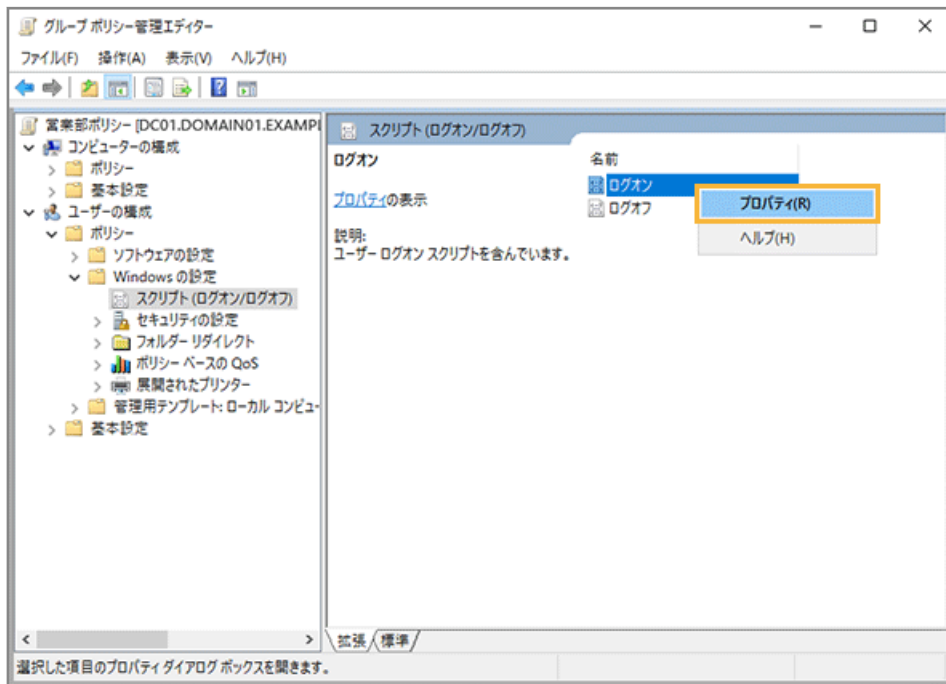 グループ ポリシー管理エディター
ファイル(F) 操作(A) 表示(V) ヘルプ(H)
営業部ポリシー [DC01.DOMAIN01.EXAMPL
コンピューターの構成
ポリシー
基本設定
ユーザーの構成
ポリシー
ソフトウェアの設定
Windows の設定
スクリプト (ログオン/ログオフ)
セキュリティの設定
フォルダー リダイレクト
ポリシー ベースの QoS
展開されたプリンター
管理用テンプレート: ローカル コンピュー
基本設定
スクリプト (ログオン/ログオフ)
ログオン
プロパティの表示
説明:
ユーザー ログオン スクリプトを含んでいます。
名前
ログオン
ログオフ
プロパティ(R)
ヘルプ(H)
拡張 標準
選択した項目のプロパティ ダイアログ ボックスを開きます。